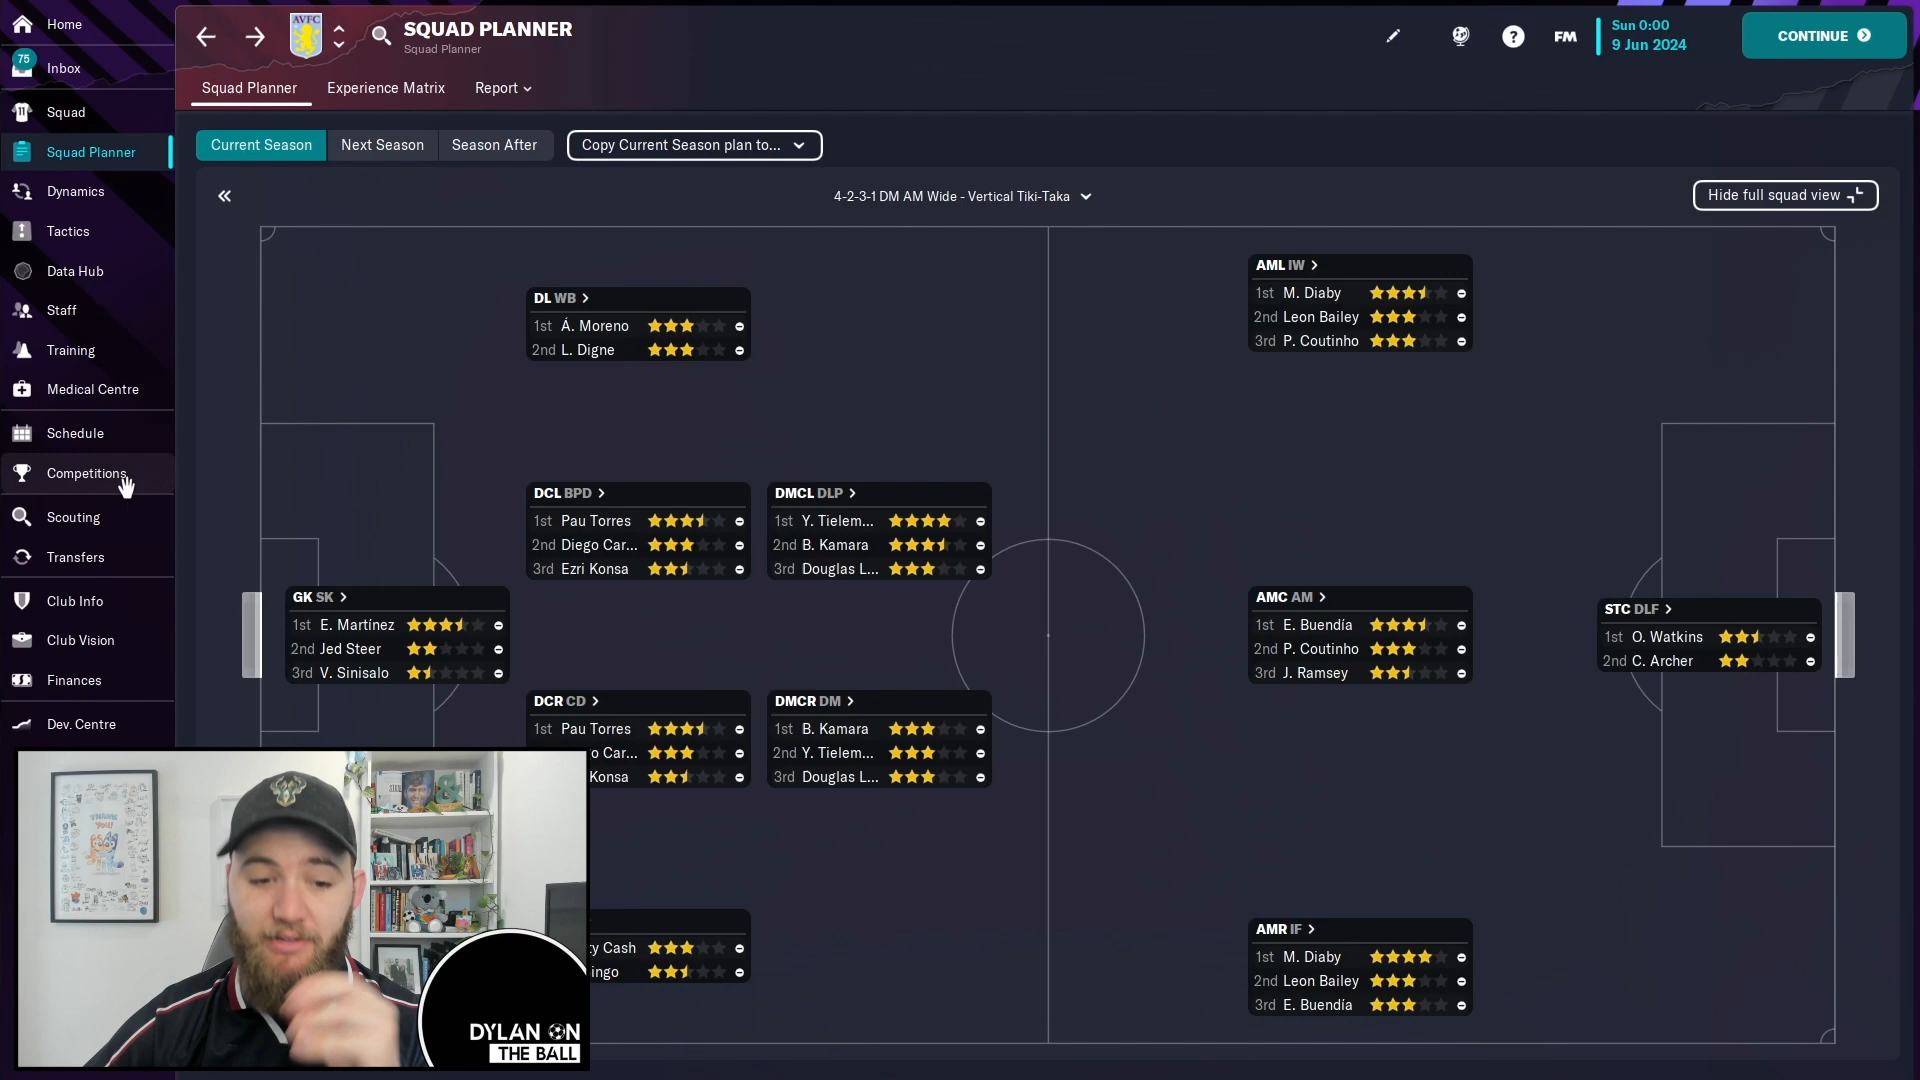 Home
75
Inbox
Squad
Squad Planner
Dynamics
Tactics
Data Hub
Staff
Training
Medical Centre
Schedule
Competitions
Scouting
Transfers
Club Info
Club Vision
Finances
Dev. Centre
AVFC
SQUAD PLANNER
Squad Planner
FM
Sun 0:00
9 Jun 2024
CONTINUE
Squad Planner Experience Matrix Report
Current Season Next Season Season After Copy Current Season plan to...
4-2-3-1 DM AM Wide - Vertical Tiki-Taka
Hide full squad view
DL WB
1st Á. Moreno
2nd L. Digne
AML IW
1st M. Diaby
2nd Leon Bailey
3rd P. Coutinho
DCL BPD
1st Pau Torres
2nd Diego Car...
3rd Ezri Konsa
DMCL DLP
1st Y. Tielem...
2nd B. Kamara
3rd Douglas L...
GK SK
1st E. Martínez
2nd Jed Steer
3rd V. Sinisalo
AMC AM
1st E. Buendía
2nd P. Coutinho
3rd J. Ramsey
STC DLF
1st O. Watkins
2nd C. Archer
DCR CD
1st Pau Torres
o Car...
Konsa
DMCR DM
1st B. Kamara
2nd Y. Tielem...
3rd Douglas L...
ty Cash
ingo
AMR IF
1st M. Diaby
2nd Leon Bailey
3rd E. Buendía
THANK
YOU!
DYLAN ON
THE BALL